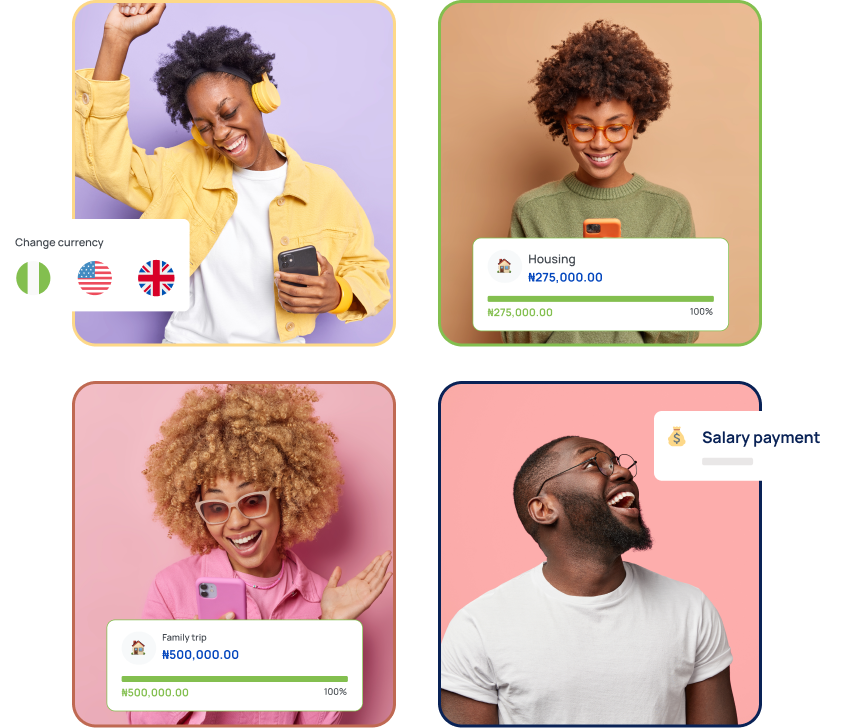 Change currency
Housing
₦275,000.00
₦275,000.00 100%
Salary payment
Family trip
₦500,000.00
₦500,000.00 100%